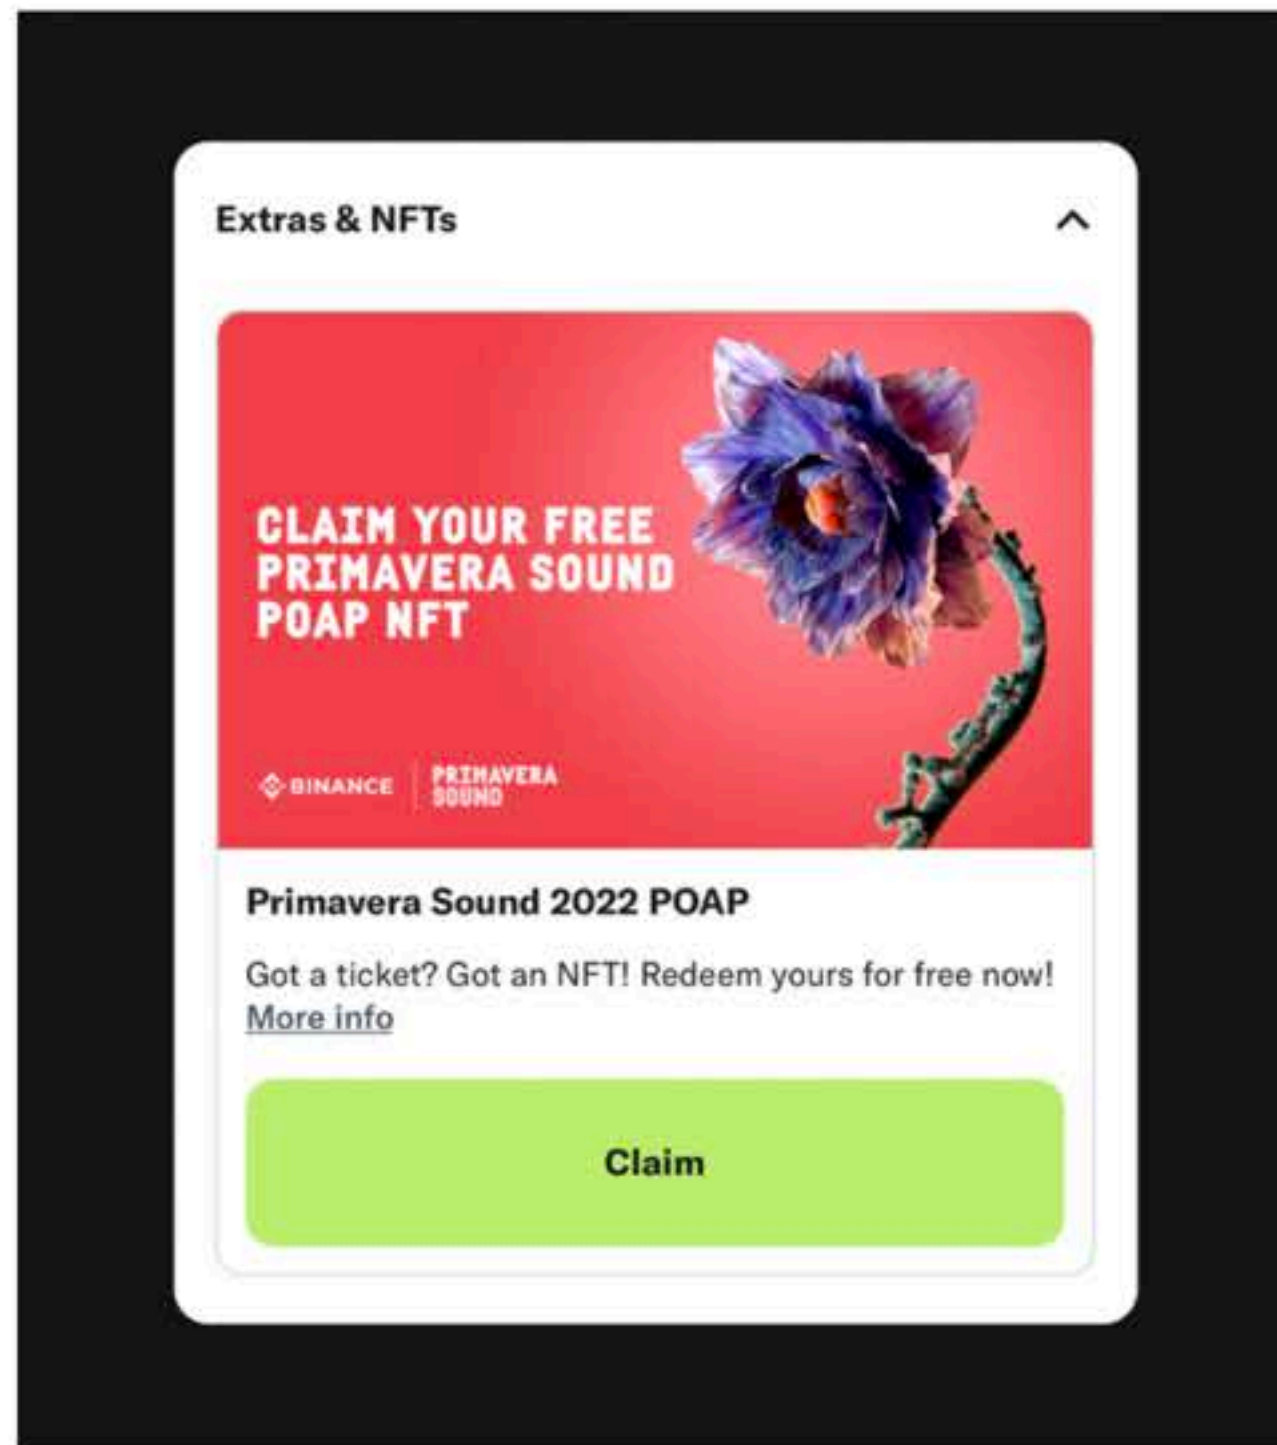 Extras & NFTs
CLAIM YOUR FREE
PRIMAVERA SOUND
POAP NFT
BINANCE
PRIMAVERA
SOUND
Primavera Sound 2022 POAP
Got a ticket? Got an NFT! Redeem yours for free now!
More info
Claim